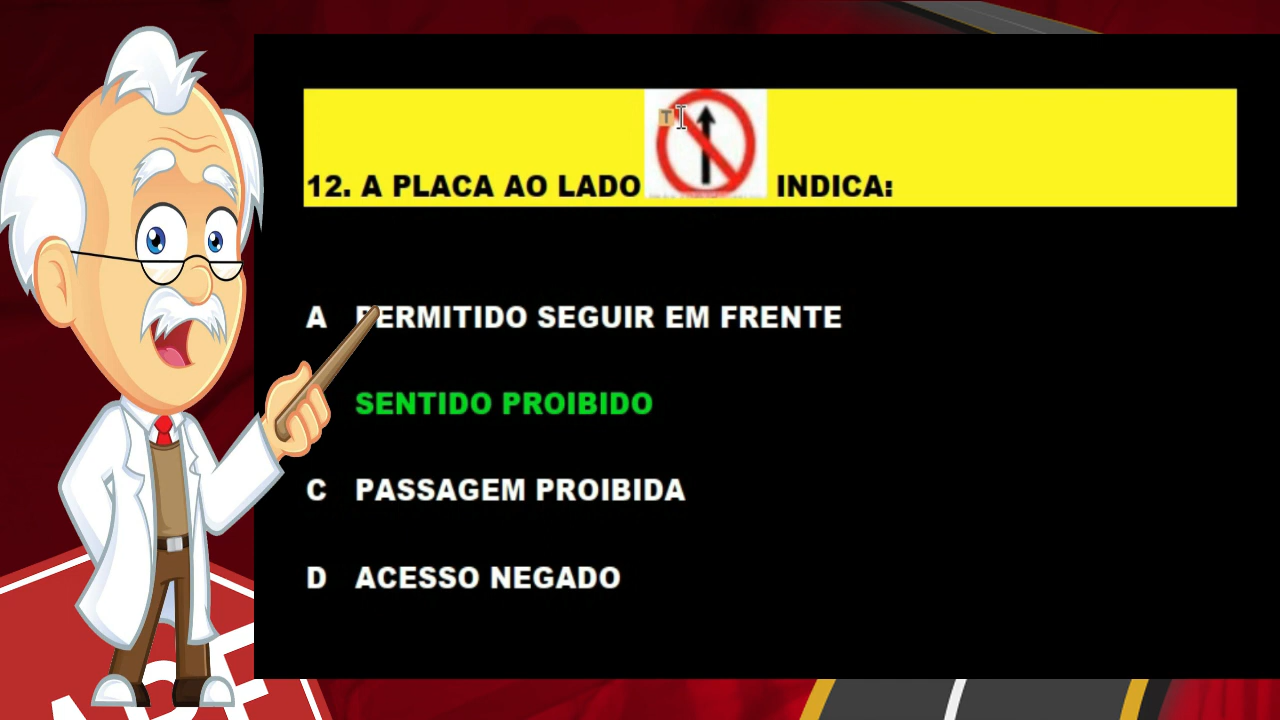 12. A PLACA AO LADO INDICA:
A PERMITIDO SEGUIR EM FRENTE
SENTIDO PROIBIDO
C PASSAGEM PROIBIDA
D ACESSO NEGADO